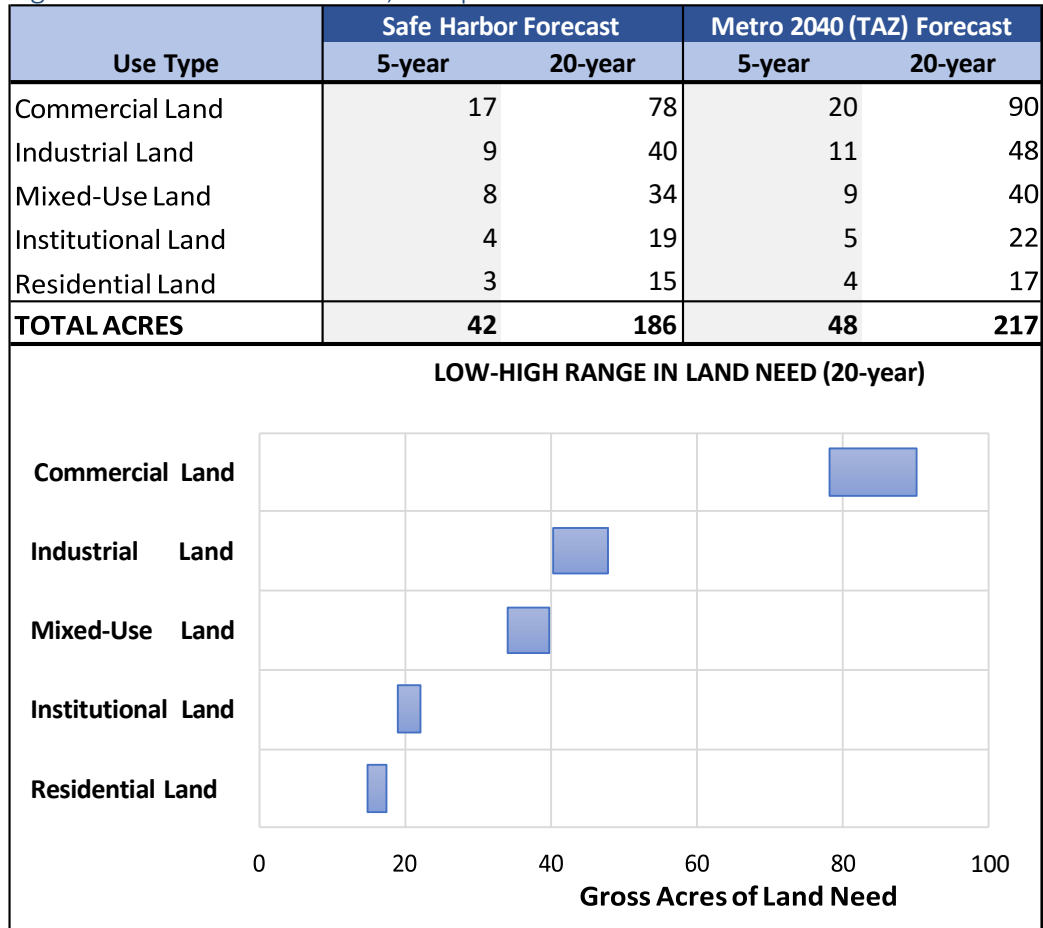 Safe Harbor Forecast Metro 2040 (TAZ) Forecast
Use Type 5-year 20-year 5-year 20-year
Commercial Land 17 78 20 90
Industrial Land 9 40 11 48
Mixed-Use Land 8 34 9 40
Institutional Land 4 19 5 22
Residential Land 3 15 4 17
TOTAL ACRES 42 186 48 217
LOW-HIGH RANGE IN LAND NEED (20-year)
Commercial Land
Industrial Land
Mixed-Use Land
Institutional Land
Residential Land
0 20 40 60 80 100
Gross Acres of Land Need